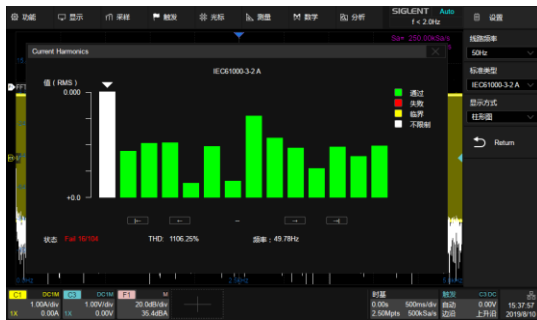 功能 显示 采样 触发 光标 测量 数学 分析 SIGLENT Auto 设置
f < 2.0Hz
Sa= 250.00kSa/s
线路频率
50Hz
Current Harmonics
标准类型
IEC61000-3-2 A
显示方式
柱形图
Return
IEC61000-3-2 A
值 ( RMS )
0.000
+0.0
通过
失败
临界
不限制
FFT
状态 Fail 16/104 THD: 1106.25% 频率 : 49.78Hz
C1 DC1M C3 DC1M F1 M 时基 触发 C3 DC
1.00A/div 1.00V/div 20.0dB/div 0.00s 500ms/div 自动 0.00V 15:37:57
1X 0.00A 1X 0.00V 35.4dBA 2.50Mpts 500kSa/s 边沿 上升沿 2019/8/10